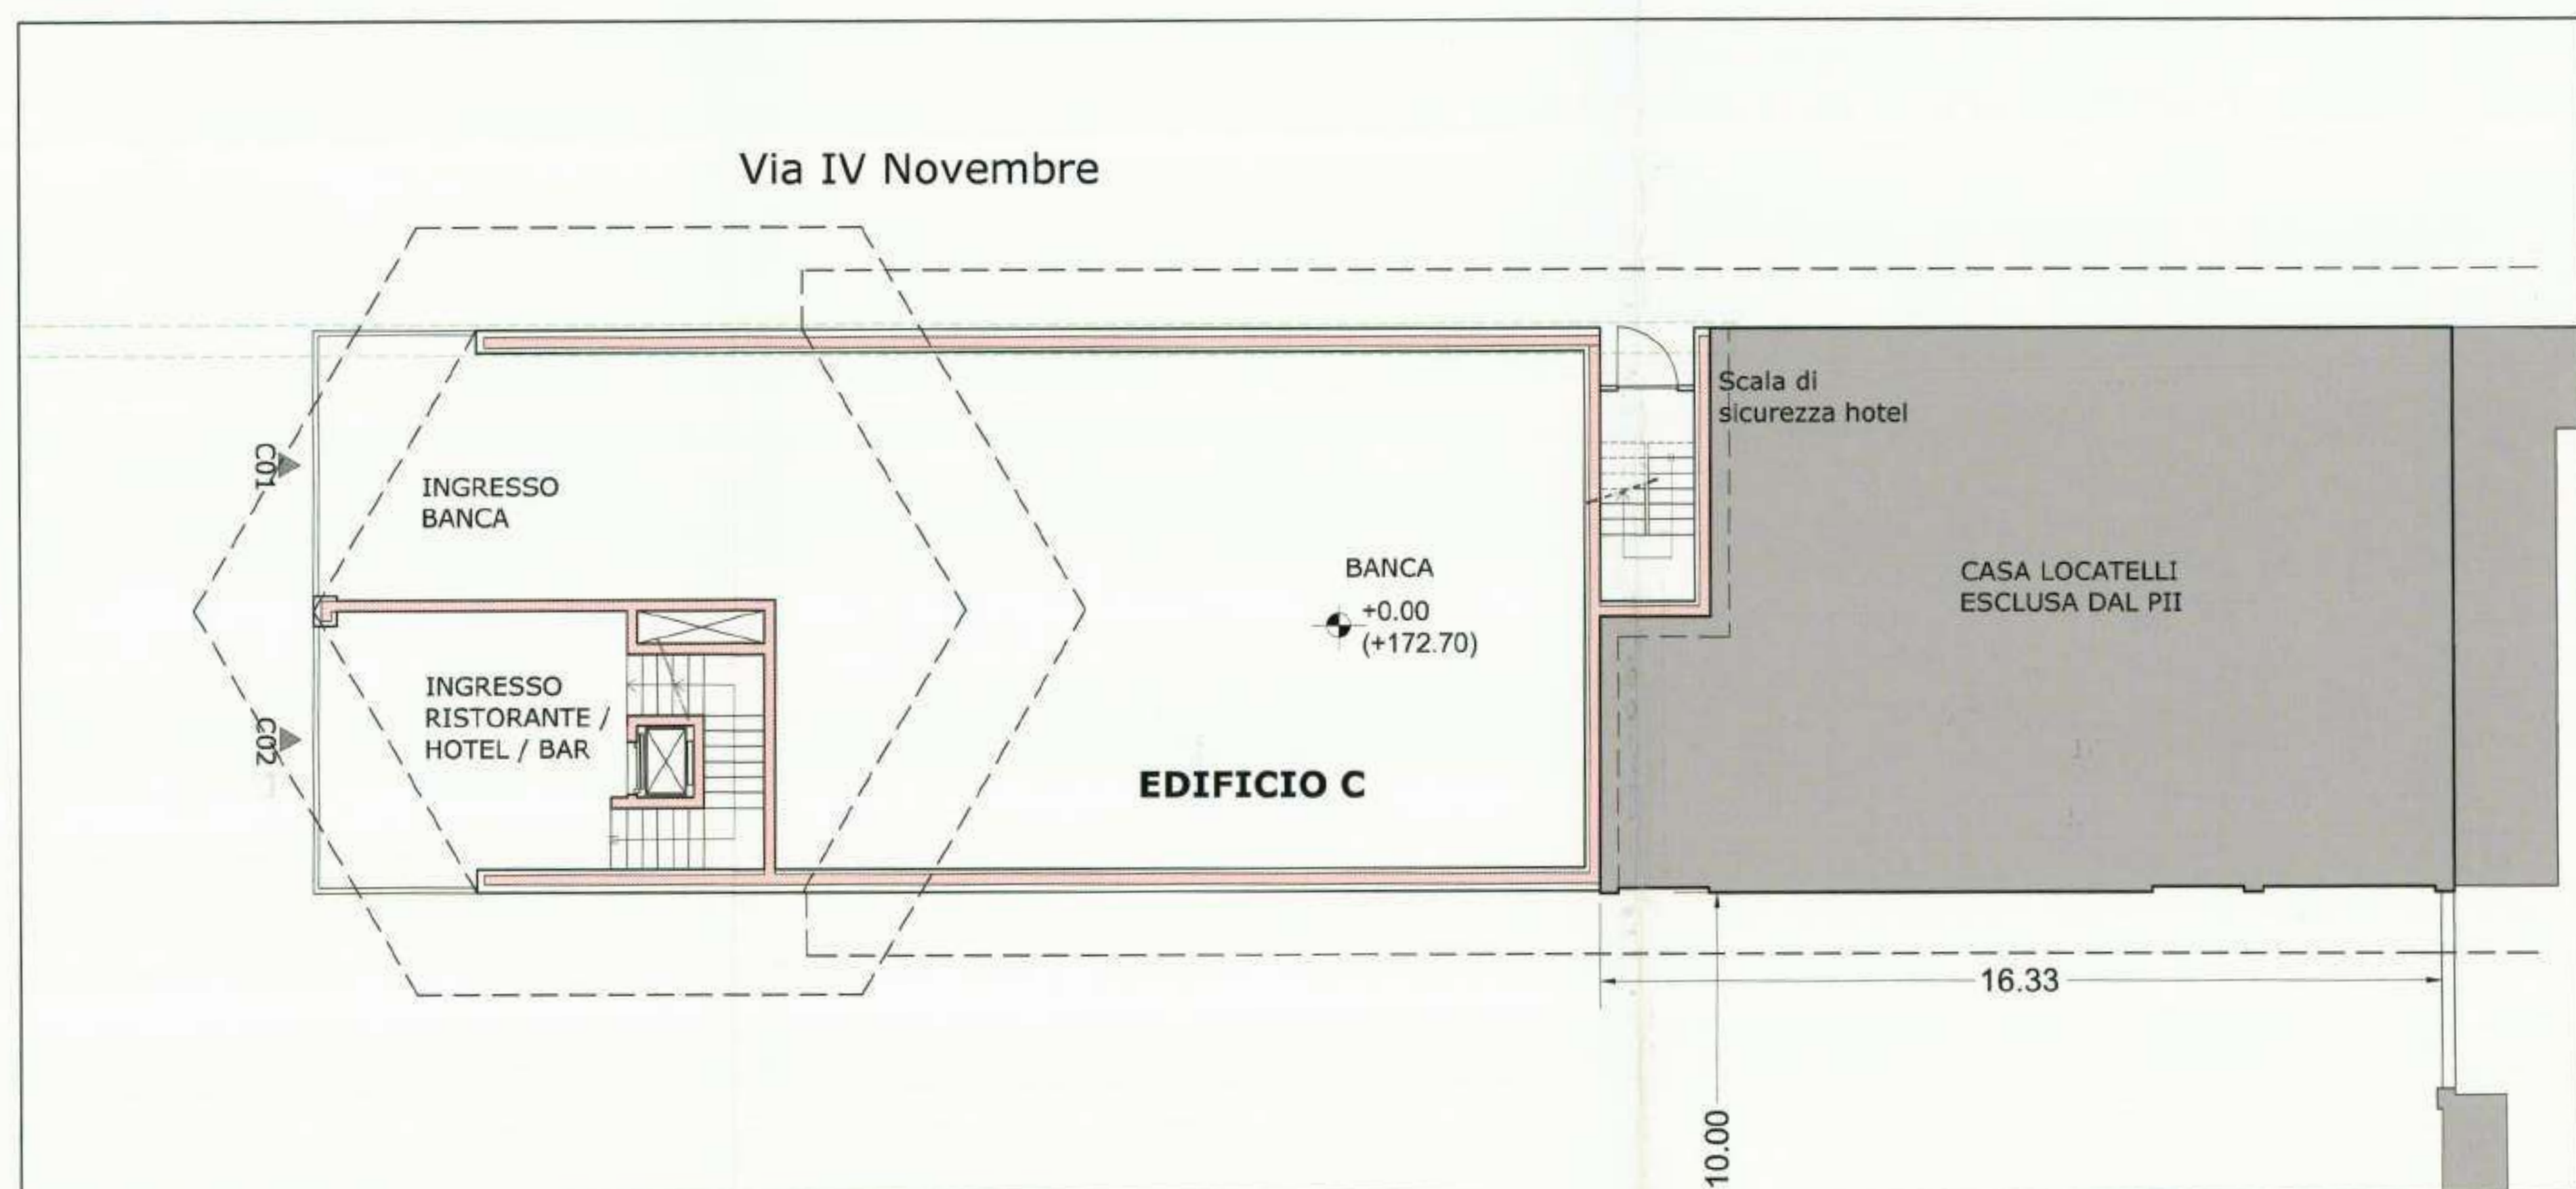 Via IV Novembre
Scala di
sicurezza hotel
C01
INGRESSO
BANCA
BANCA
+0.00
(+172.70)
CASA LOCATELLI
ESCLUSA DAL PII
INGRESSO
RISTORANTE /
HOTEL / BAR
C02
EDIFICIO C
16.33
10.00